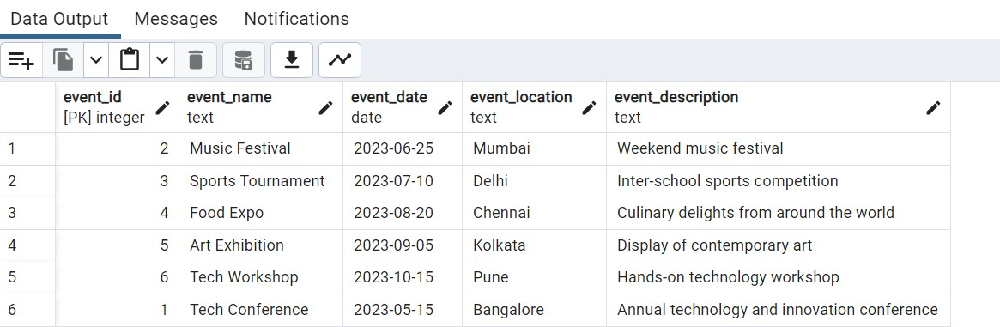 Data Output Messages Notifications
event_id event_name event_date event_location event_description
[PK] integer text date text text
1 2 Music Festival 2023-06-25 Mumbai Weekend music festival
2 3 Sports Tournament 2023-07-10 Delhi Inter-school sports competition
3 4 Food Expo 2023-08-20 Chennai Culinary delights from around the world
4 5 Art Exhibition 2023-09-05 Kolkata Display of contemporary art
5 6 Tech Workshop 2023-10-15 Pune Hands-on technology workshop
6 1 Tech Conference 2023-05-15 Bangalore Annual technology and innovation conference